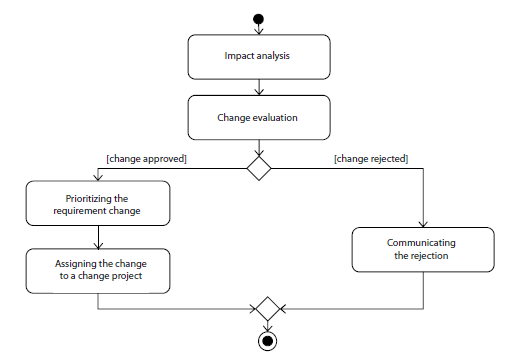 Impact analysis
Change evaluation
[change approved]
[change rejected]
Prioritizing the
requirement change
Communicating
the rejection
Assigning the change
to a change project